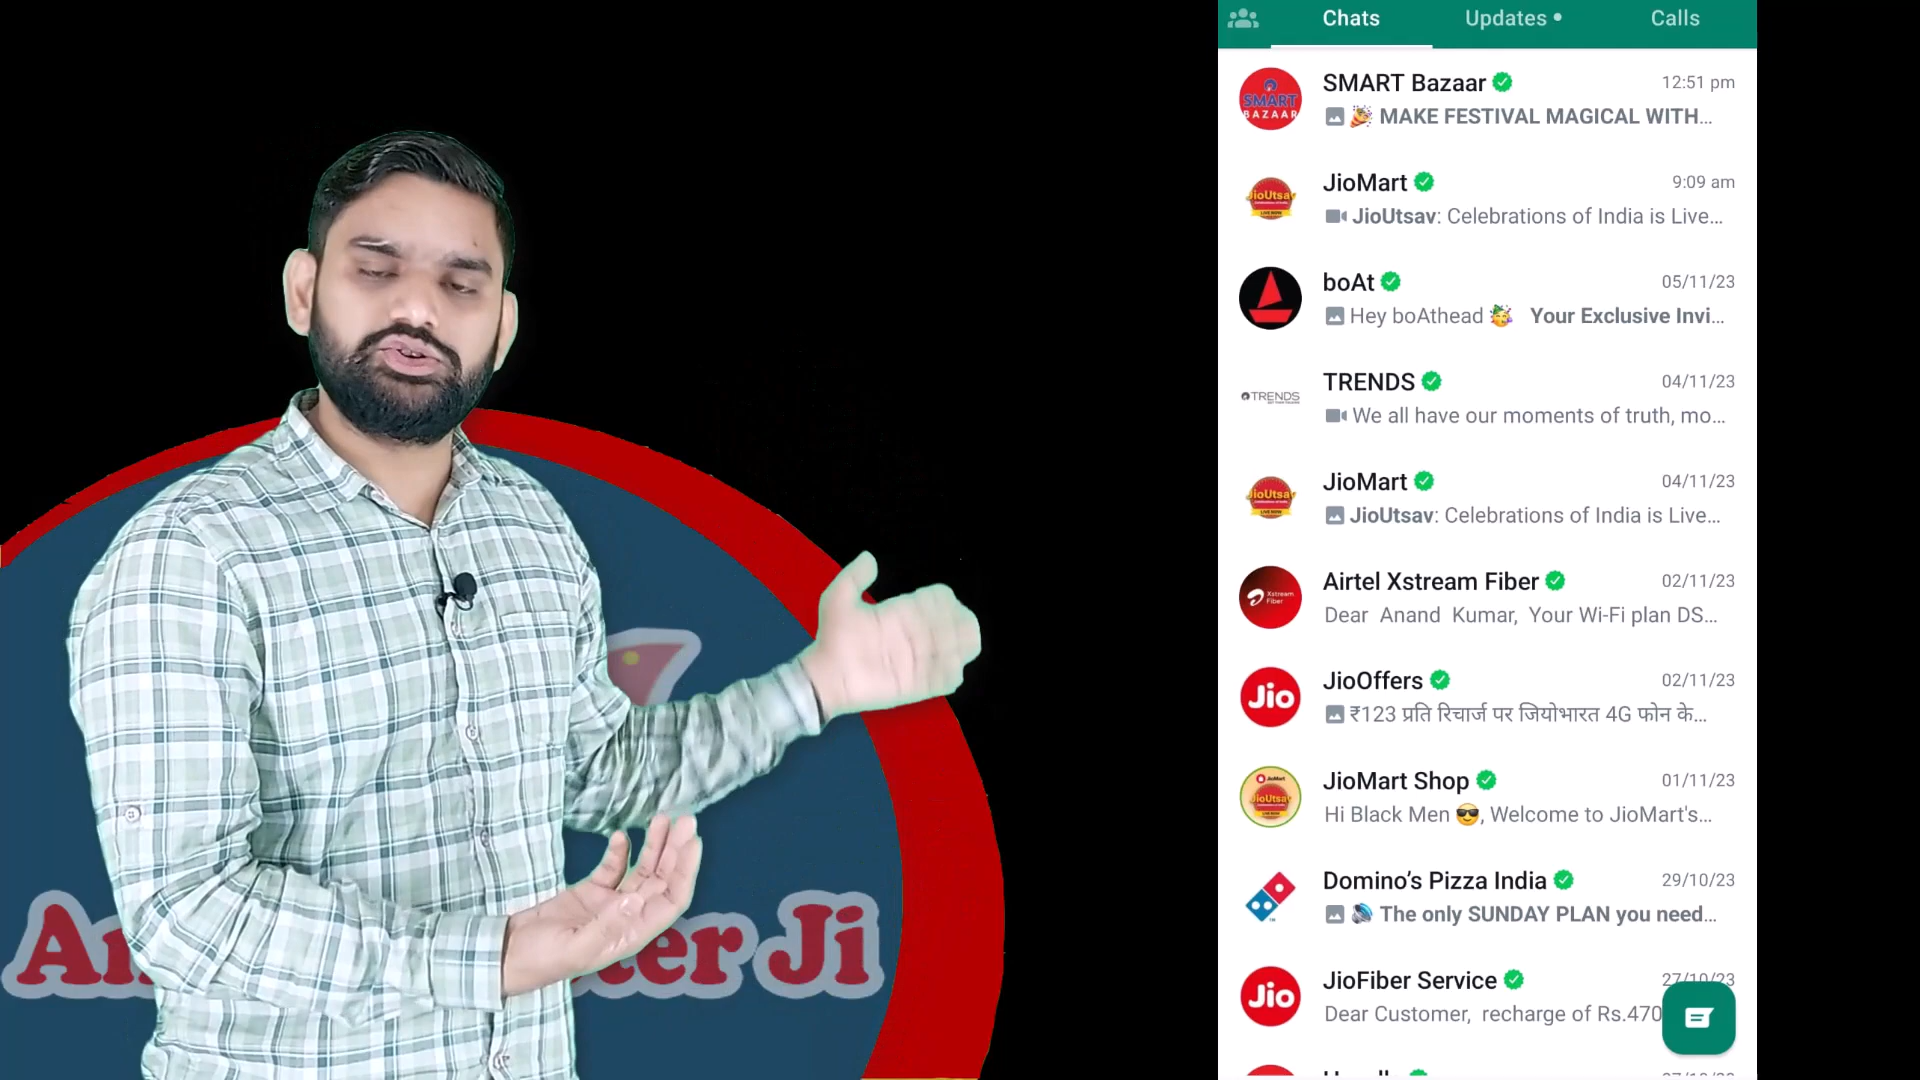 Chats
Updates
Calls
SMART Bazaar
12:51 pm
SMART
BAZAAR
MAKE FESTIVAL MAGICAL WITH…
JioMart
9:09 am
JioUtsav: Celebrations of India is Live…
boAt
05/11/23
Hey boAthead Your Exclusive Invi…
TRENDS
04/11/23
TRENDS
We all have our moments of truth, mo…
JioMart
04/11/23
JioUtsav: Celebrations of India is Live…
Airtel Xstream Fiber
02/11/23
Xstream
Fiber
Dear Anand Kumar, Your Wi-Fi plan DS…
JioOffers
02/11/23
Jio
₹123 प्रति रिचार्ज पर जियोभारत 4G फोन के…
JioMart Shop
01/11/23
Hi Black Men , Welcome to JioMart's…
Domino's Pizza India
29/10/23
The only SUNDAY PLAN you need…
JioFiber Service
27/10/23
Jio
Dear Customer, recharge of Rs.470
Ji